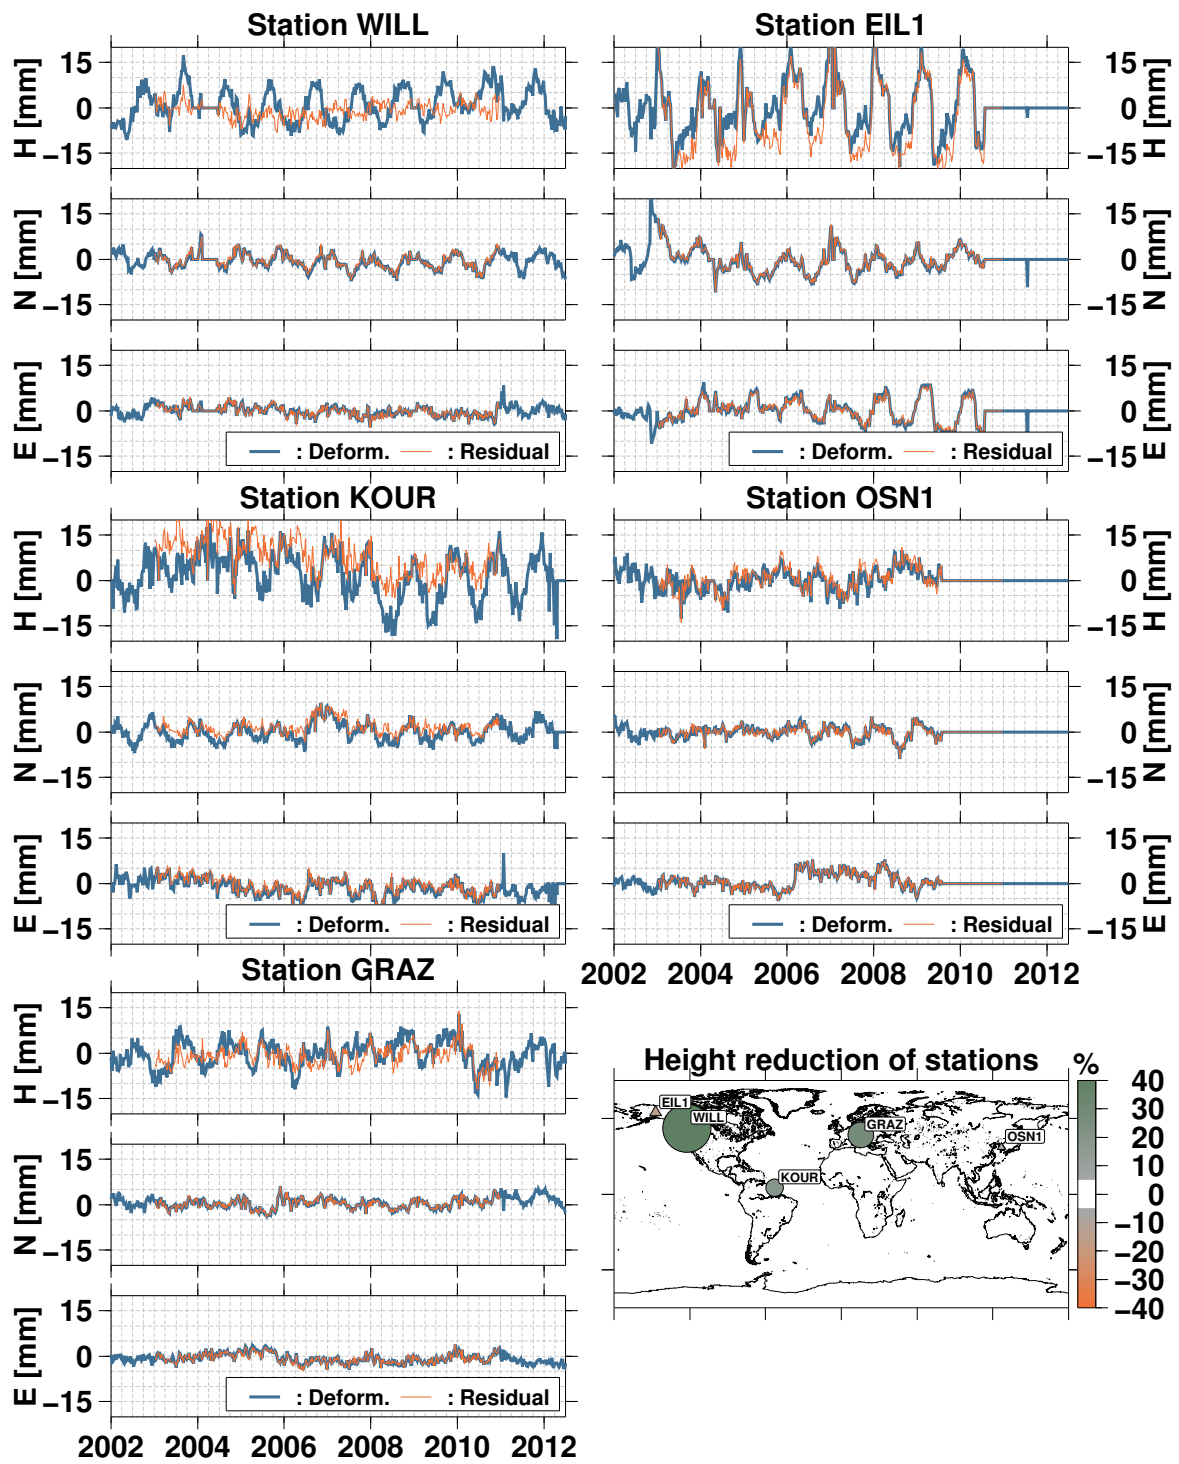 Station WILL
H [mm]
15
0
−15
N [mm]
15
0
−15
E [mm]
15
0
−15
: Deform. : Residual
Station EIL1
15
0
−15
H [mm]
15
0
−15
N [mm]
15
0
−15
E [mm]
: Deform. : Residual
Station KOUR
H [mm]
15
0
−15
N [mm]
15
0
−15
E [mm]
15
0
−15
: Deform. : Residual
Station OSN1
15
0
−15
H [mm]
15
0
−15
N [mm]
15
0
−15
E [mm]
: Deform. : Residual
2002 2004 2006 2008 2010 2012
Station GRAZ
H [mm]
15
0
−15
N [mm]
15
0
−15
E [mm]
15
0
−15
: Deform. : Residual
2002 2004 2006 2008 2010 2012
Height reduction of stations %
EIL1
WILL
GRAZ
OSN1
KOUR
40
30
20
10
0
−10
−20
−30
−40